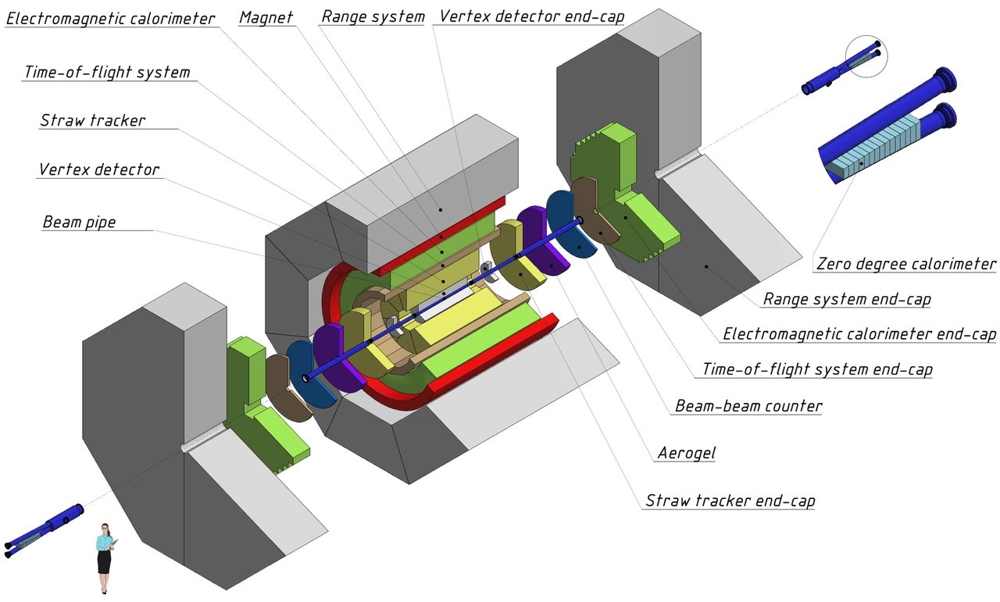 Electromagnetic calorimeter
Magnet
Range system
Vertex detector end-cap
Time-of-flight system
Straw tracker
Vertex detector
Beam pipe
Zero degree calorimeter
Range system end-cap
Electromagnetic calorimeter end-cap
Time-of-flight system end-cap
Beam-beam counter
Aerogel
Straw tracker end-cap